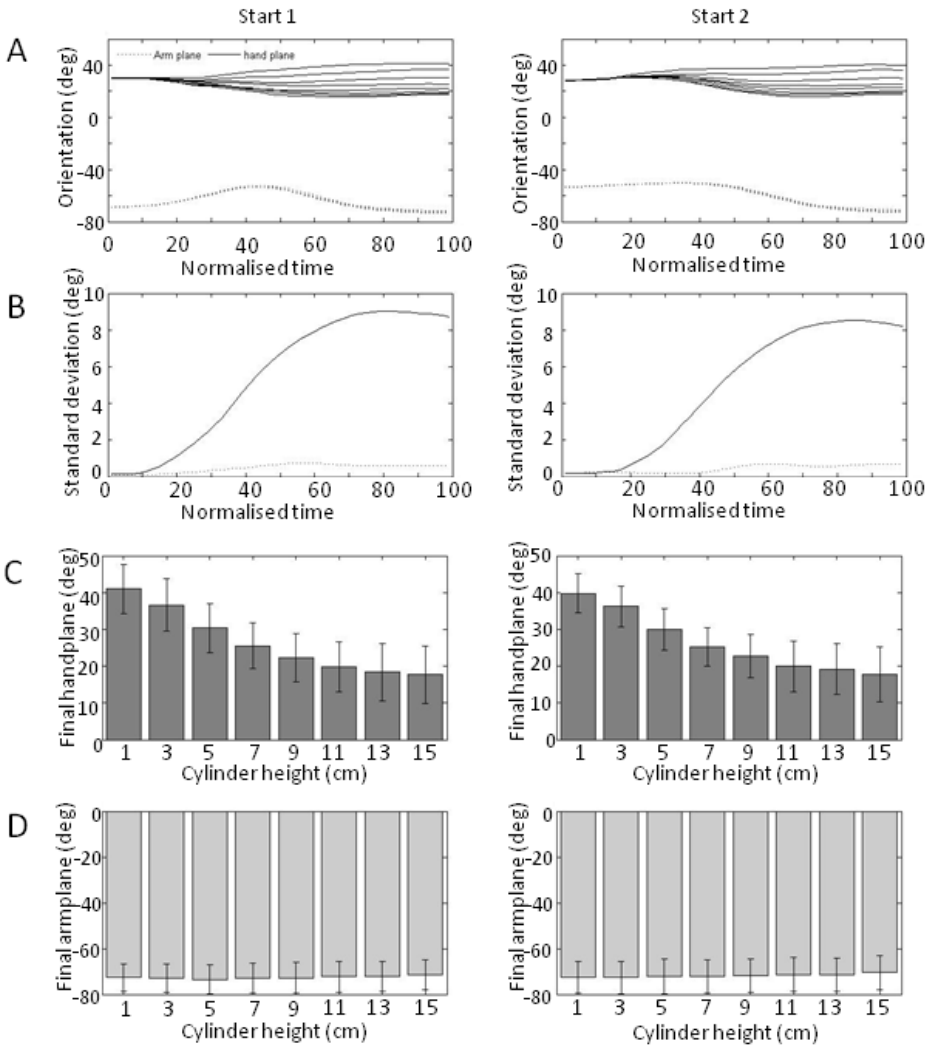 Start 1
Start 2
A
Orientation (deg)
40
0
-40
-80
Arm plane hand plane
0 20 40 60 80 100
Normalised time
Orientation (deg)
40
0
-40
-80
0 20 40 60 80 100
Normalised time
B
Standard deviation (deg)
10
8
6
4
2
0
0 20 40 60 80 100
Normalised time
Standard deviation (deg)
10
8
6
4
2
0
0 20 40 60 80 100
Normalised time
C
Final handplane (deg)
50
40
30
20
10
0
1 3 5 7 9 11 13 15
Cylinder height (cm)
Final handplane (deg)
50
40
30
20
10
0
1 3 5 7 9 11 13 15
Cylinder height (cm)
D
Final armplane (deg)
0
-20
-40
-60
-80
1 3 5 7 9 11 13 15
Cylinder height (cm)
Final armplane (deg)
0
-20
-40
-60
-80
1 3 5 7 9 11 13 15
Cylinder height (cm)